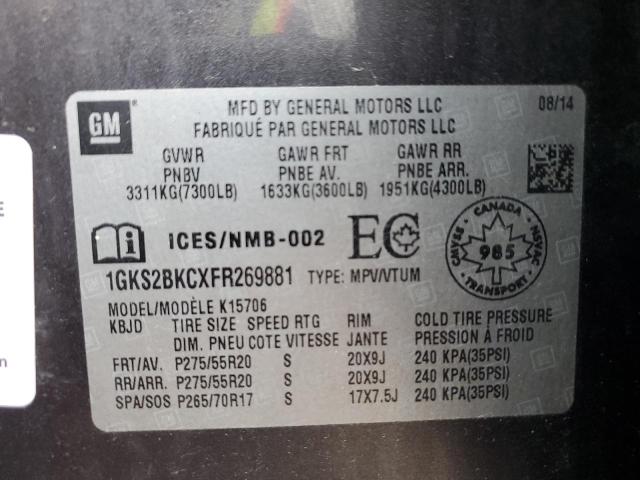 GM
MFD BY GENERAL MOTORS LLC 08/14
FABRIQUÉ PAR GENERAL MOTORS LLC
GVWR GAWR FRT GAWR RR
PNBV PNBE AV. PNBE ARR.
3311KG(7300LB) 1633KG(3600LB) 1951KG(4300LB)
ICES/NMB-002 EC
CANADA
CMVSS 985 NSVAC
1GKS2BKCXFR269881 TYPE: MPV/VTUM
MODEL/MODÈLE K15706
KBJD TIRE SIZE SPEED RTG RIM COLD TIRE PRESSURE
DIM. PNEU COTE VITESSE JANTE PRESSION À FROID
FRT/AV. P275/55R20 S 20X9J 240 KPA(35PSI)
RR/ARR. P275/55R20 S 20X9J 240 KPA(35PSI)
SPA/SOS P265/70R17 S 17X7.5J 240 KPA(35PSI)
E
n